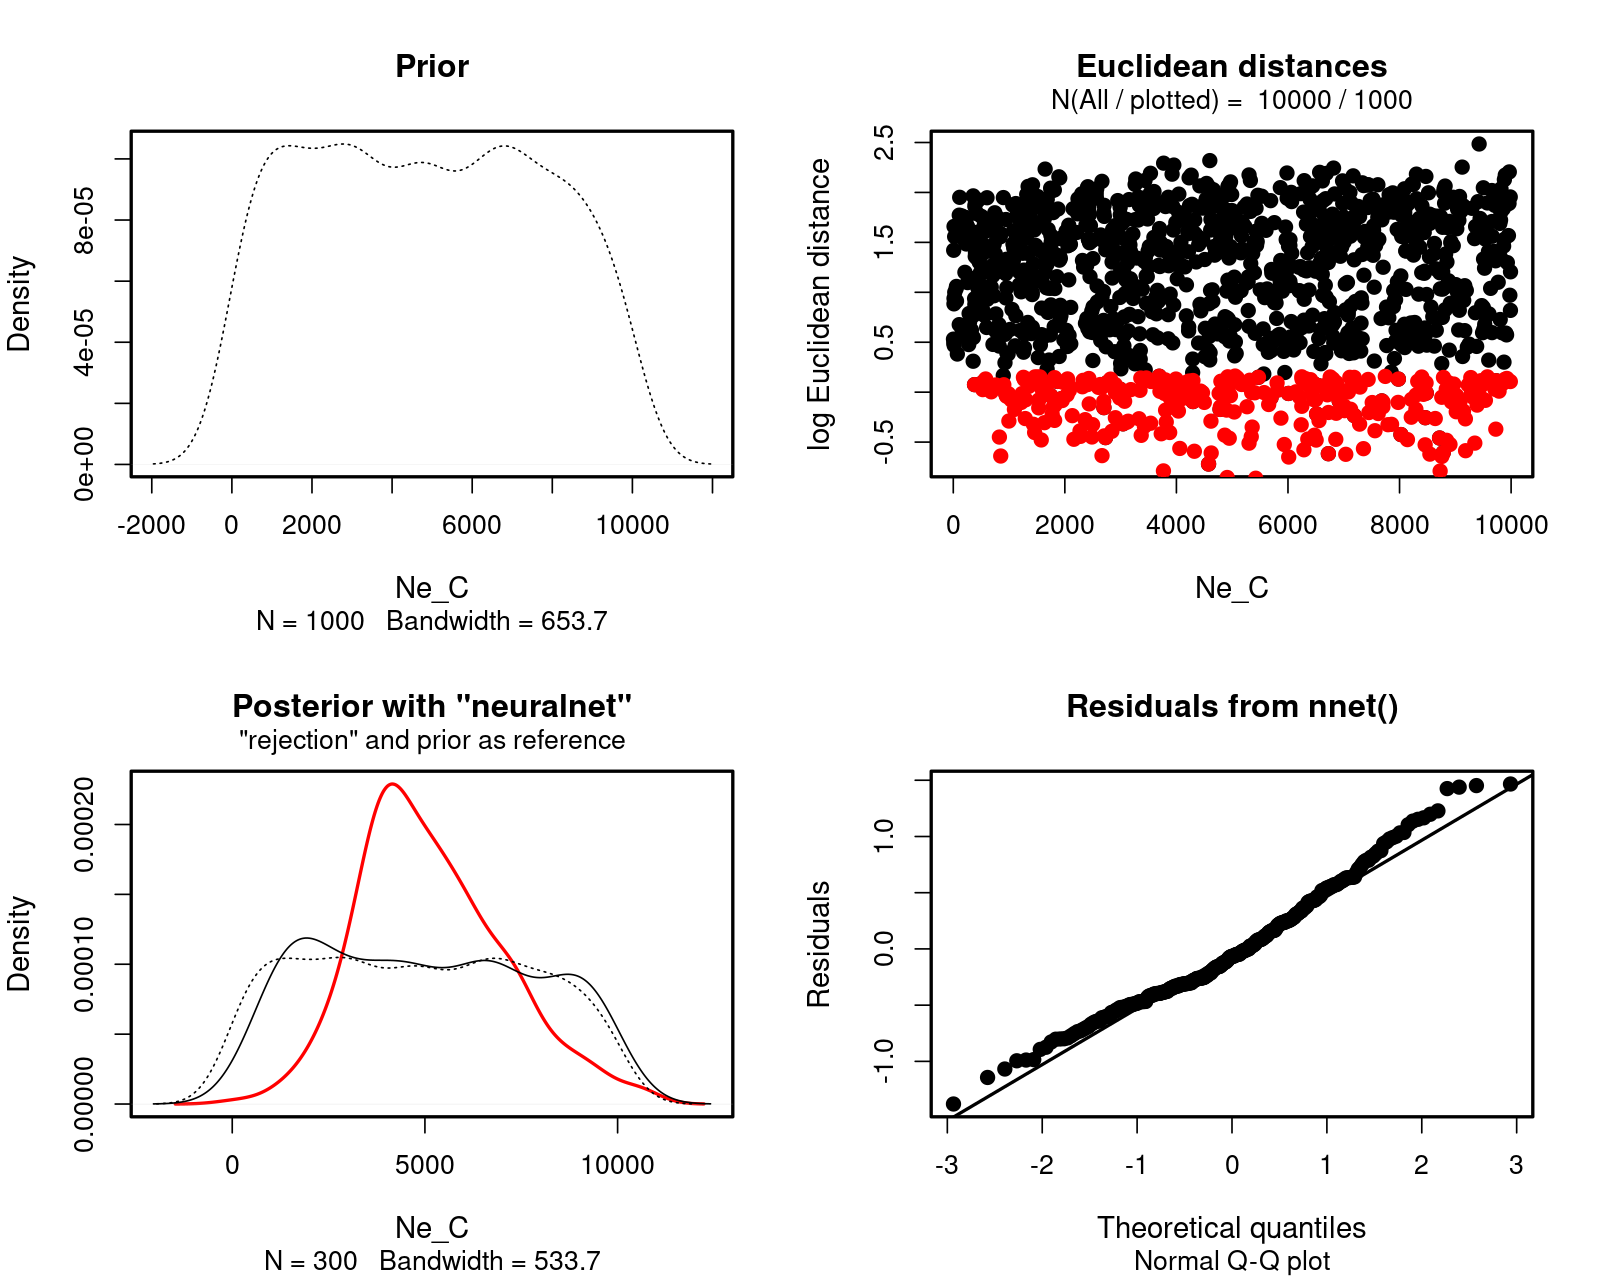 Prior
Density
0e+00 4e-05 8e-05
-2000 0 2000 6000 10000
Ne_C
N = 1000 Bandwidth = 653.7
Euclidean distances
N(All / plotted) = 10000 / 1000
log Euclidean distance
-0.5 0.5 1.5 2.5
0 2000 4000 6000 8000 10000
Ne_C
Posterior with "neuralnet"
"rejection" and prior as reference
Density
0.00000 0.00010 0.00020
0 5000 10000
Ne_C
N = 300 Bandwidth = 533.7
Residuals from nnet()
Residuals
-1.0 0.0 1.0
-3 -2 -1 0 1 2 3
Theoretical quantiles
Normal Q-Q plot